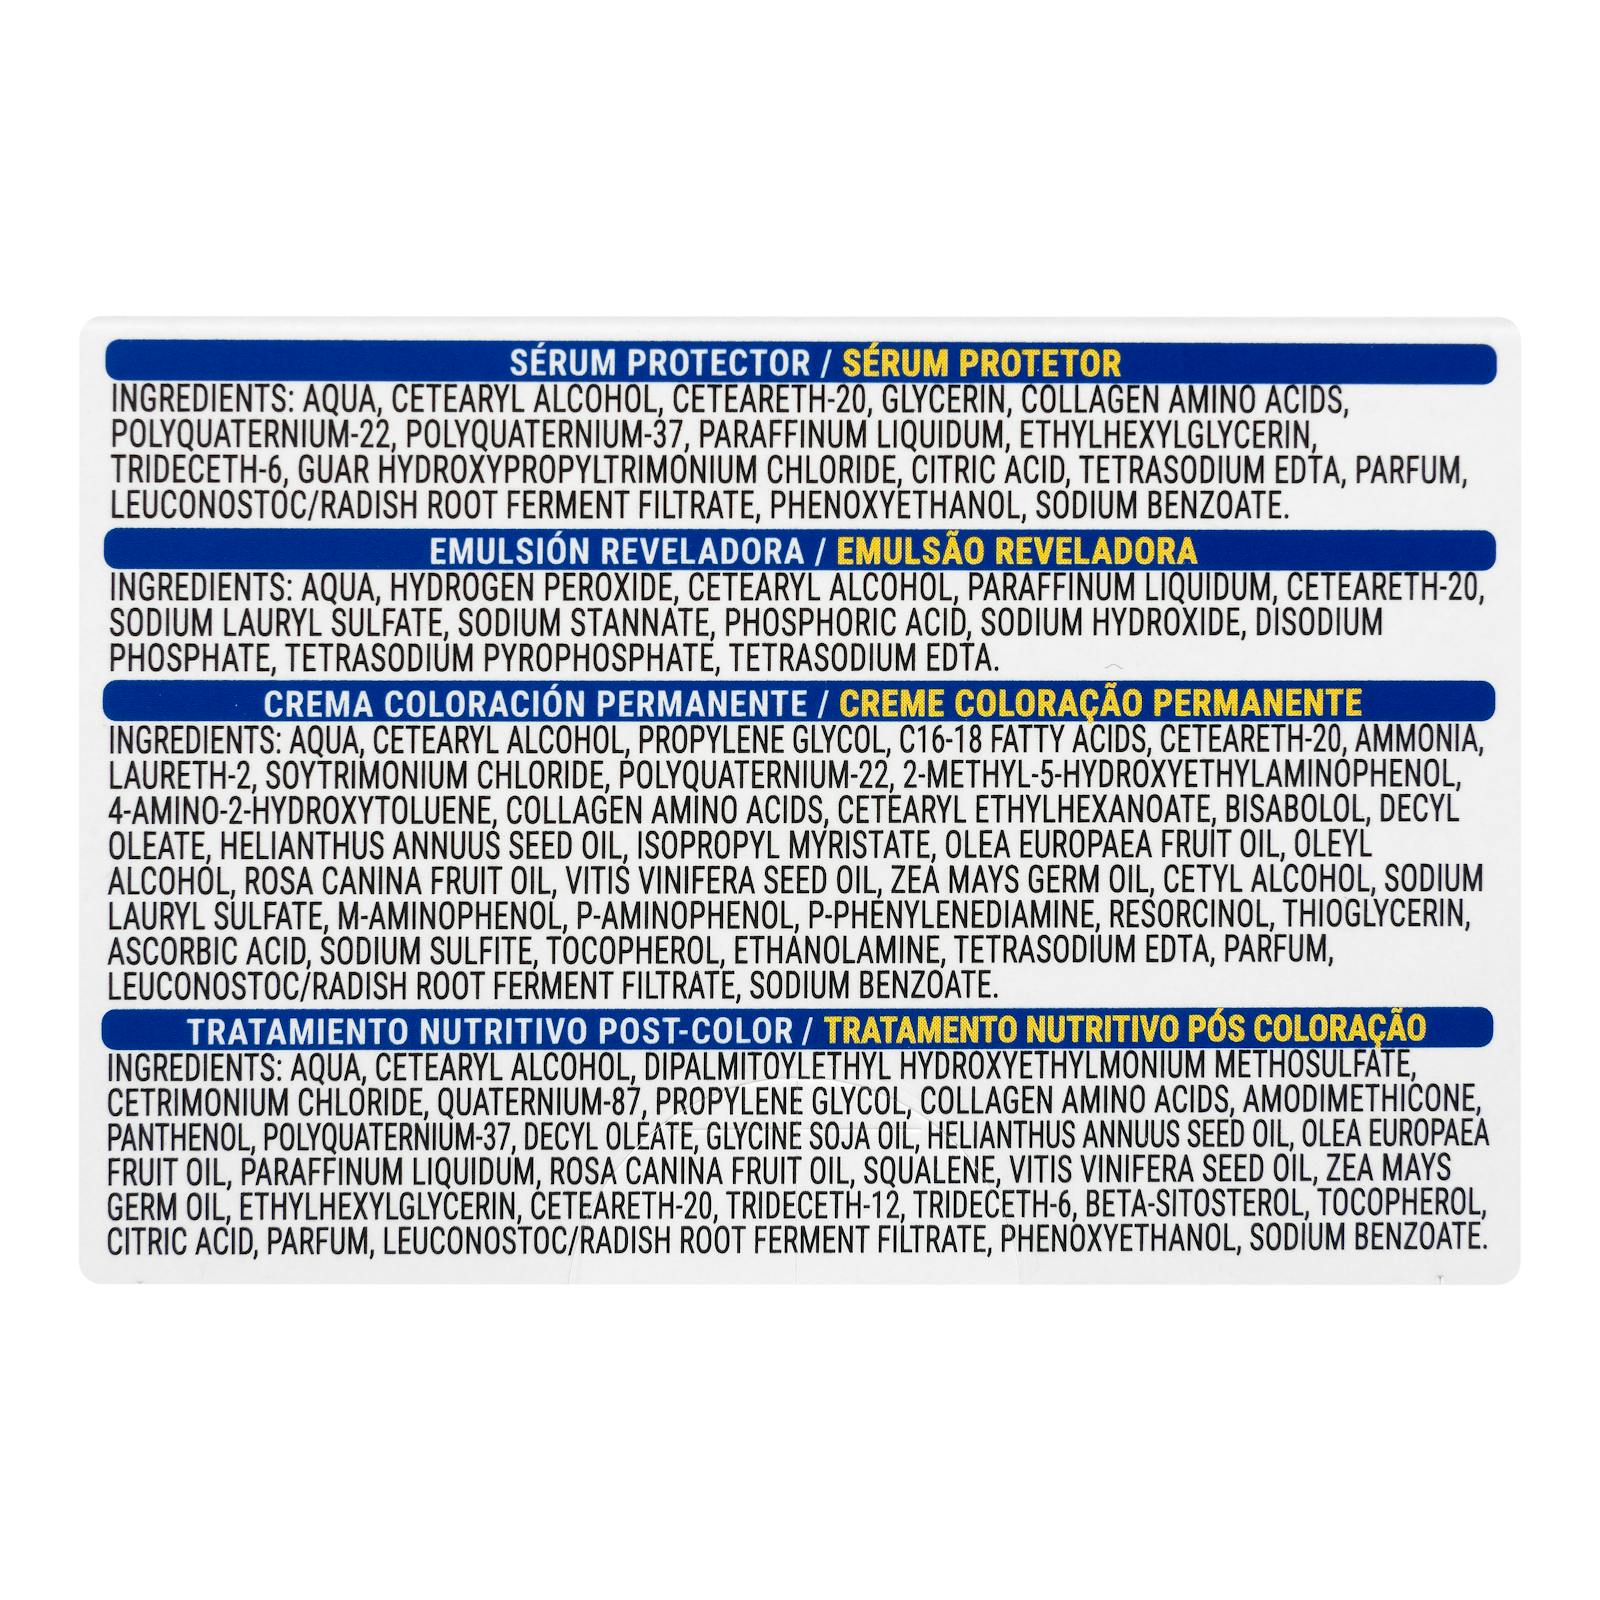 SÉRUM PROTECTOR / SÉRUM PROTETOR
INGREDIENTS: AQUA, CETEARYL ALCOHOL, CETEARETH-20, GLYCERIN, COLLAGEN AMINO ACIDS,
POLYQUATERNIUM-22, POLYQUATERNIUM-37, PARAFFINUM LIQUIDUM, ETHYLHEXYLGLYCERIN,
TRIDECETH-6, GUAR HYDROXYPROPYLTRIMONIUM CHLORIDE, CITRIC ACID, TETRASODIUM EDTA, PARFUM,
LEUCONOSTOC/RADISH ROOT FERMENT FILTRATE, PHENOXYETHANOL, SODIUM BENZOATE.
EMULSIÓN REVELADORA / EMULSÃO REVELADORA
INGREDIENTS: AQUA, HYDROGEN PEROXIDE, CETEARYL ALCOHOL, PARAFFINUM LIQUIDUM, CETEARETH-20,
SODIUM LAURYL SULFATE, SODIUM STANNATE, PHOSPHORIC ACID, SODIUM HYDROXIDE, DISODIUM
PHOSPHATE, TETRASODIUM PYROPHOSPHATE, TETRASODIUM EDTA.
CREMA COLORACIÓN PERMANENTE / CREME COLORAÇÃO PERMANENTE
INGREDIENTS: AQUA, CETEARYL ALCOHOL, PROPYLENE GLYCOL, C16-18 FATTY ACIDS, CETEARETH-20, AMMONIA,
LAURETH-2, SOYTRIMONIUM CHLORIDE, POLYQUATERNIUM-22, 2-METHYL-5-HYDROXYETHYLAMINOPHENOL,
4-AMINO-2-HYDROXYTOLUENE, COLLAGEN AMINO ACIDS, CETEARYL ETHYLHEXANOATE, BISABOLOL, DECYL
OLEATE, HELIANTHUS ANNUUS SEED OIL, ISOPROPYL MYRISTATE, OLEA EUROPAEA FRUIT OIL, OLEYL
ALCOHOL, ROSA CANINA FRUIT OIL, VITIS VINIFERA SEED OIL, ZEA MAYS GERM OIL, CETYL ALCOHOL, SODIUM
LAURYL SULFATE, M-AMINOPHENOL, P-AMINOPHENOL, P-PHENYLENEDIAMINE, RESORCINOL, THIOGLYCERIN,
ASCORBIC ACID, SODIUM SULFITE, TOCOPHEROL, ETHANOLAMINE, TETRASODIUM EDTA, PARFUM,
LEUCONOSTOC/RADISH ROOT FERMENT FILTRATE, SODIUM BENZOATE.
TRATAMIENTO NUTRITIVO POST-COLOR / TRATAMENTO NUTRITIVO PÓS COLORAÇÃO
INGREDIENTS: AQUA, CETEARYL ALCOHOL, DIPALMITOYLETHYL HYDROXYETHYLMONIUM METHOSULFATE,
CETRIMONIUM CHLORIDE, QUATERNIUM-87, PROPYLENE GLYCOL, COLLAGEN AMINO ACIDS, AMODIMETHICONE,
PANTHENOL, POLYQUATERNIUM-37, DECYL OLEATE, GLYCINE SOJA OIL, HELIANTHUS ANNUUS SEED OIL, OLEA EUROPAEA
FRUIT OIL, PARAFFINUM LIQUIDUM, ROSA CANINA FRUIT OIL, SQUALENE, VITIS VINIFERA SEED OIL, ZEA MAYS
GERM OIL, ETHYLHEXYLGLYCERIN, CETEARETH-20, TRIDECETH-12, TRIDECETH-6, BETA-SITOSTEROL, TOCOPHEROL,
CITRIC ACID, PARFUM, LEUCONOSTOC/RADISH ROOT FERMENT FILTRATE, PHENOXYETHANOL, SODIUM BENZOATE.